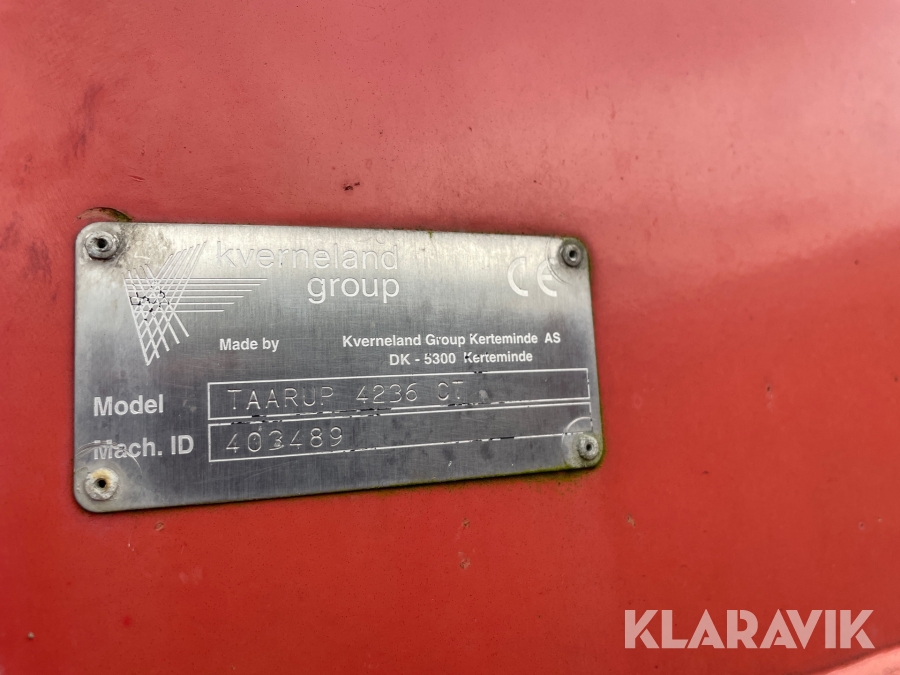 kverneland
group
CE
Made by
Kverneland Group Kerteminde AS
DK - 5300 Kerteminde
Model TAARUP 4236 CT
Mach. ID 403489
KLARAVIK